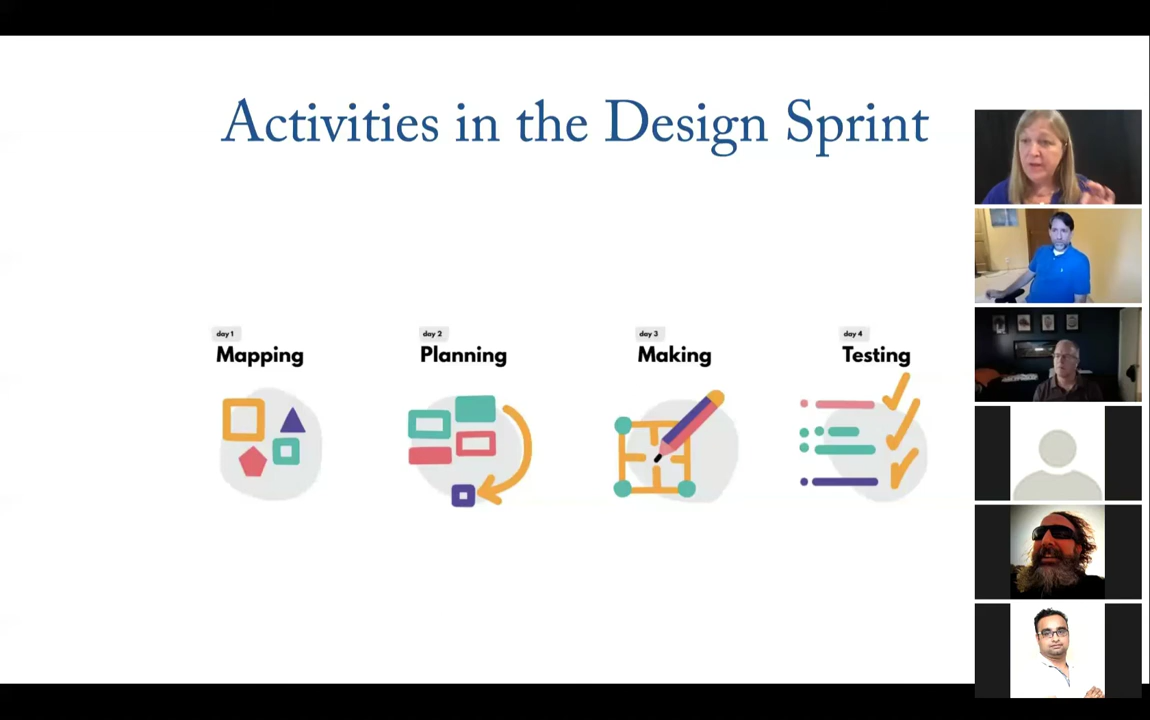 Activities in the Design Sprint
day 1
Mapping
day 2
Planning
day 3
Making
day 4
Testing